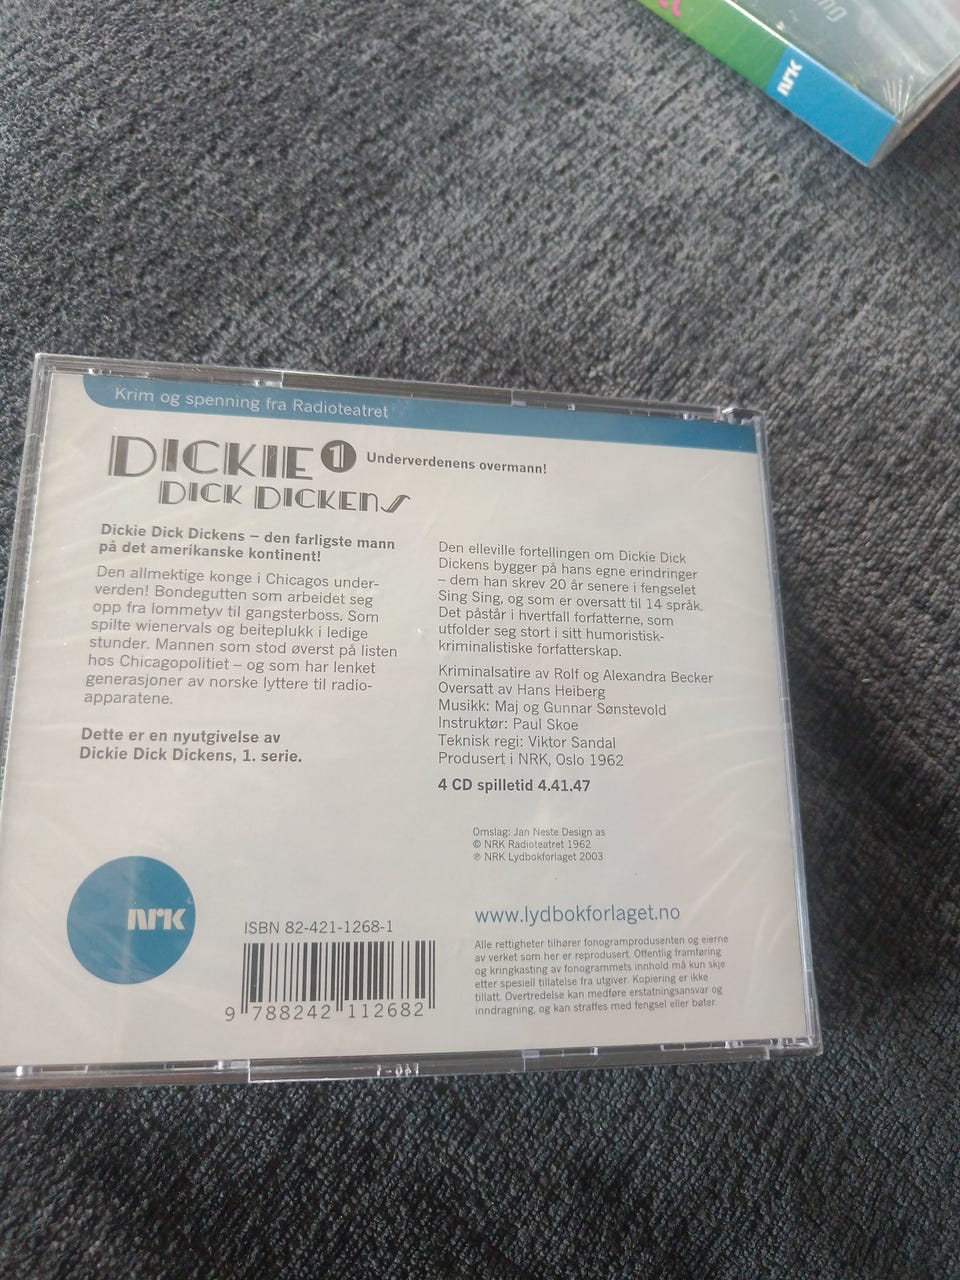 NRK
Krim og spenning fra Radioteatret
DICKIE 1 Underverdenens overmann!
DICK DICKENS
Dickie Dick Dickens – den farligste mann
på det amerikanske kontinent!
Den allmektige konge i Chicagos under-
verden! Bondegutten som arbeidet seg
opp fra lommetyv til gangsterboss. Som
spilte wienervals og beiteplukk i ledige
stunder. Mannen som stod øverst på listen
hos Chicagopolitiet – og som har lenket
generasjoner av norske lyttere til radio-
apparatene.
Dette er en nyutgivelse av
Dickie Dick Dickens, 1. serie.
Den elleville fortellingen om Dickie Dick
Dickens bygger på hans egne erindringer
– dem han skrev 20 år senere i fengselet
Sing Sing, og som er oversatt til 14 språk.
Det påstår i hvertfall forfatterne, som
utfolder seg stort i sitt humoristisk-
kriminalistiske forfatterskap.
Kriminalsatire av Rolf og Alexandra Becker
Oversatt av Hans Heiberg
Musikk: Maj og Gunnar Sønstevold
Instruktør: Paul Skoe
Teknisk regi: Viktor Sandal
Produsert i NRK, Oslo 1962
4 CD spilletid 4.41.47
Omslag: Jan Neste Design as
© NRK Radioteatret 1962
℗ NRK Lydbokforlaget 2003
NRK
ISBN 82-421-1268-1
9 788242 112682
www.lydbokforlaget.no
Alle rettigheter tilhører fonogramprodusenten og eierne
av verket som her er reprodusert. Offentlig framføring
og kringkasting av fonogrammets innhold må kun skje
etter spesiell tillatelse fra utgiver. Kopiering er ikke
tillatt. Overtredelse kan medføre erstatningsansvar og
inndragning, og kan straffes med fengsel eller bøter.